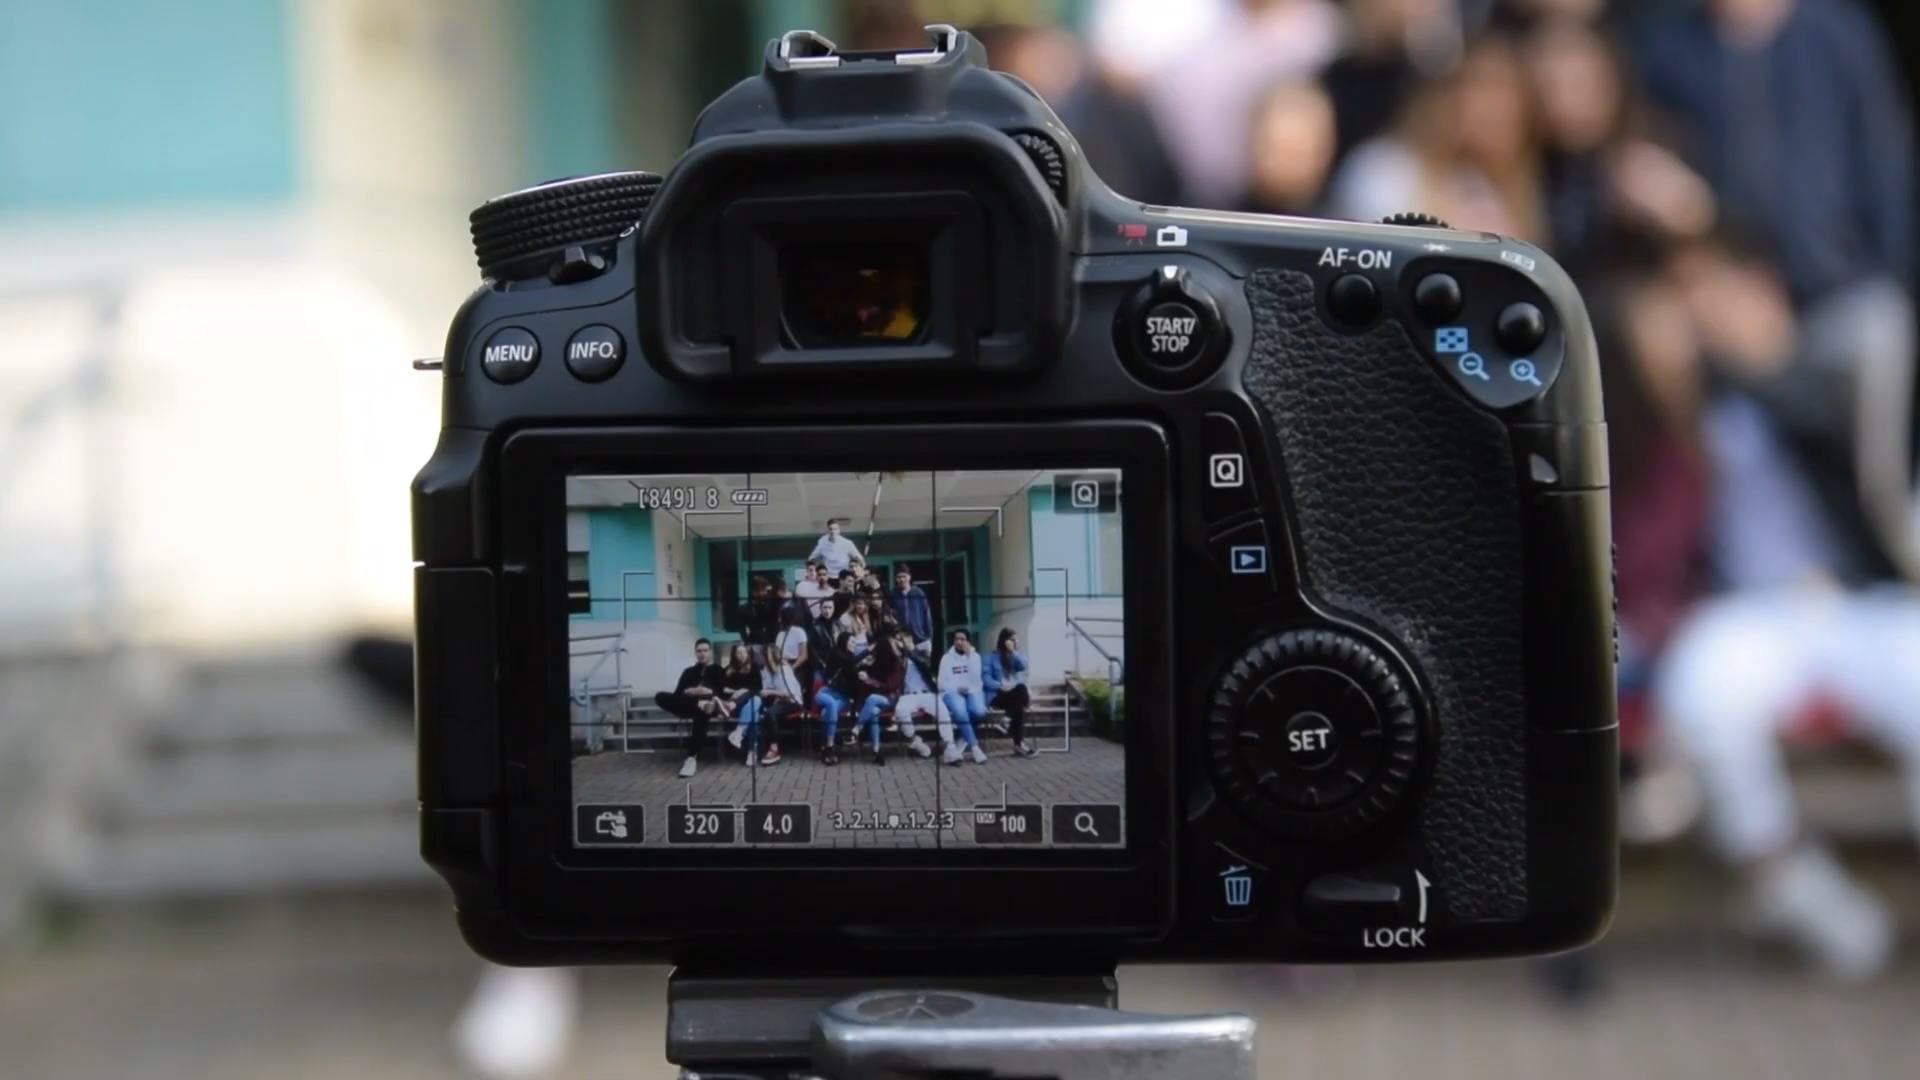 AF-ON
MENU
INFO.
START/
STOP
Q
[849] 8
Q
320
4.0
3..2..1..▯..1..2..3
ISO 100
SET
LOCK